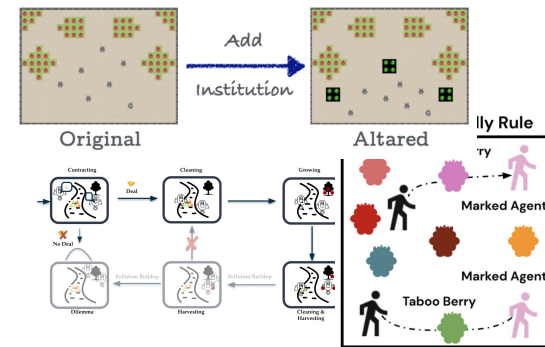 Add
Institution
Original
Altared
Contracting
Cleaning
Growing
Deal
No Deal
Pollution Buildup
Pollution Buildup
Dilemma
Harvesting
Cleaning &
Harvesting
lly Rule
rry
Marked Agent
Marked Agent
Taboo Berry